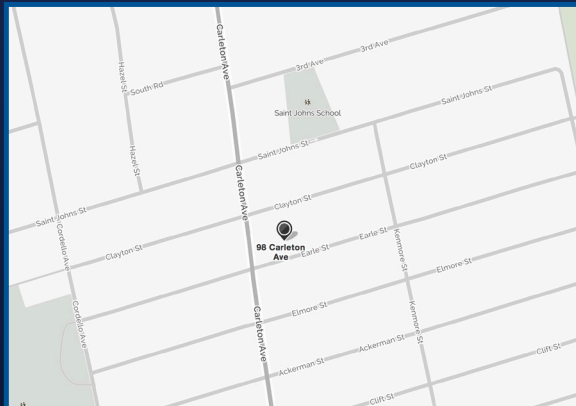 Carleton Ave
3rd Ave
3rd Ave
Hazel St
South Rd
Saint Johns School
Saint Johns St
Saint Johns St
Hazel St
Clayton St
Carleton Ave
Clayton St
Saint Johns St
Cordello Ave
98 Carleton
Ave
Earle St
Earle St
Kenmore St
Clayton St
Elmore St
Elmore St
Cordello Ave
Carleton Ave
Kenmore St
Ackerman St
Ackerman St
Clift St
Clift St